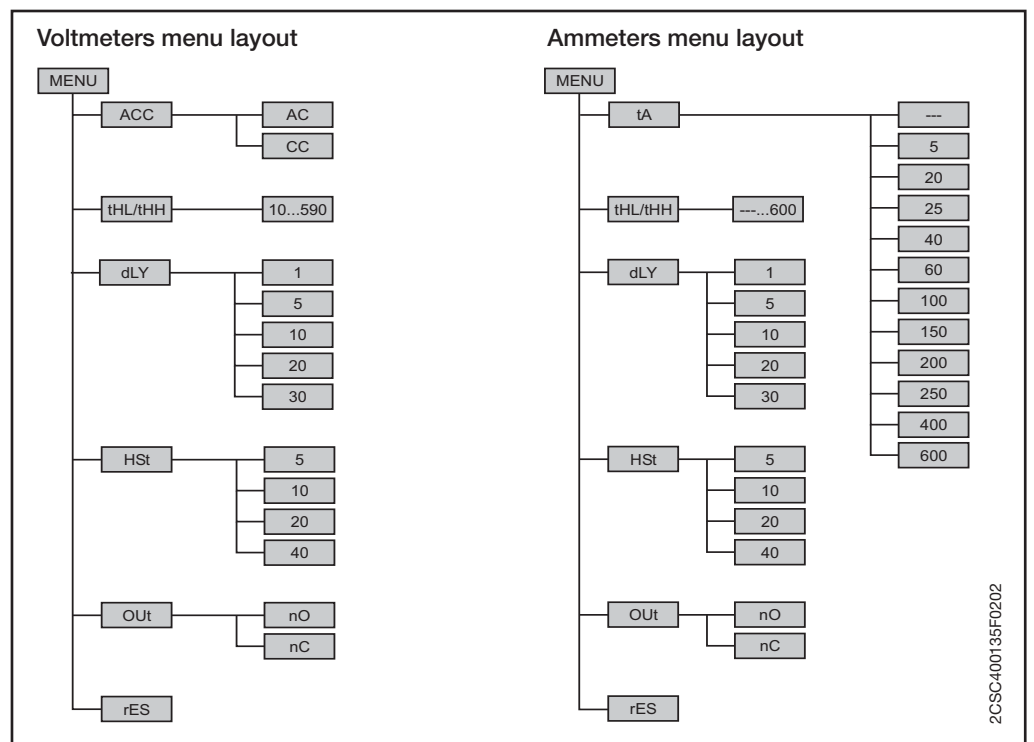 Voltmeters menu layout
MENU
ACC
AC
CC
tHL/tHH
10...590
dLY
1
5
10
20
30
HSt
5
10
20
40
OUt
nO
nC
rES
Ammeters menu layout
MENU
tA
---
5
20
25
40
60
100
150
200
250
400
600
tHL/tHH
---...600
dLY
1
5
10
20
30
HSt
5
10
20
40
OUt
nO
nC
rES
2CSC400135F0202